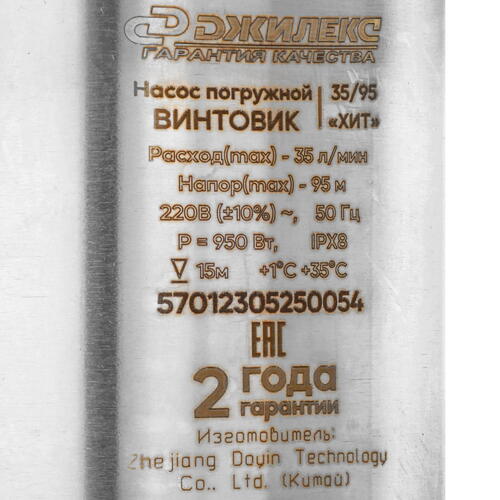 ДЖИЛЕКС
ГАРАНТИЯ КАЧЕСТВА
Насос погружной 35/95
ВИНТОВИК «ХИТ»
Расход(max) - 35 л/мин
Напор(max) - 95 м
220В (±10%) ~, 50 Гц
P = 950 Вт, IPX8
15м +1°C +35°C
57012305250054
EAC
2 года
гарантии
Изготовитель:
Zhejiang Doyin Technology
Co., Ltd. (Китай)